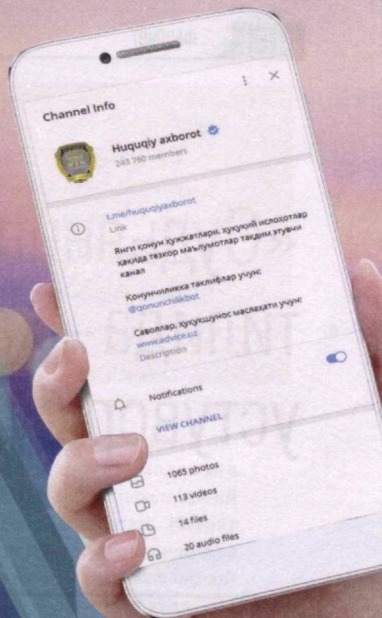 Channel Info
Huquqiy axborot
243 760 members
t.me/huquqiyaxborot
Link
Янги қонун ҳужжатлари, ҳуқуқий ислоҳотлар
ҳақида тезкор маълумотлар тақдим этувчи
канал
Қонунчиликка таклифлар учун:
@qonunchilikbot
Саволлар, ҳуқуқшунос маслаҳати учун:
www.advice.uz
Description
Notifications
VIEW CHANNEL
1065 photos
113 videos
14 files
20 audio files